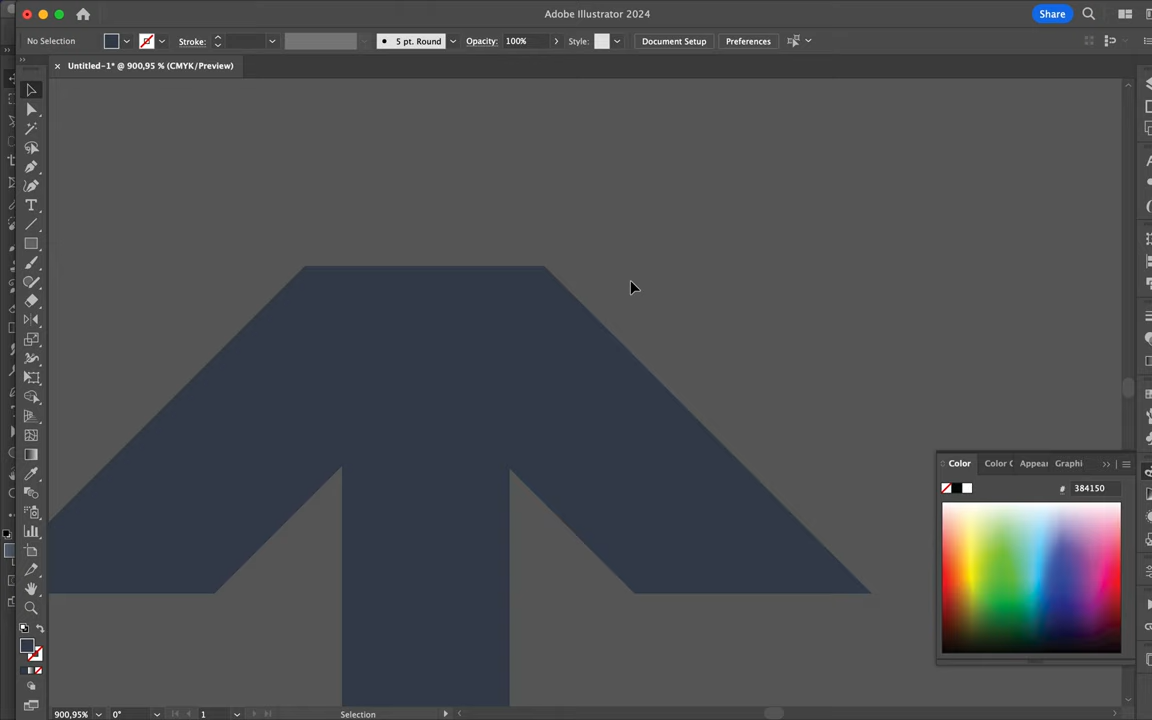 Adobe Illustrator 2024
Share
No Selection
Stroke:
5 pt. Round
Opacity: 100%
Style:
Document Setup
Preferences
× Untitled-1* @ 900,95 % (CMYK/Preview)
Color
Color C
Appear
Graphi
# 384150
900,95%
0°
1
Selection